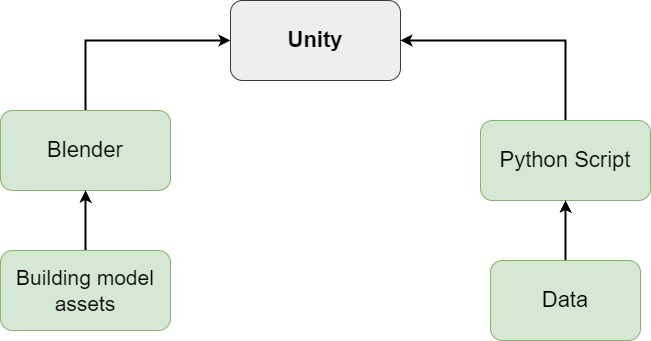 Unity
Blender
Python Script
Building model
assets
Data